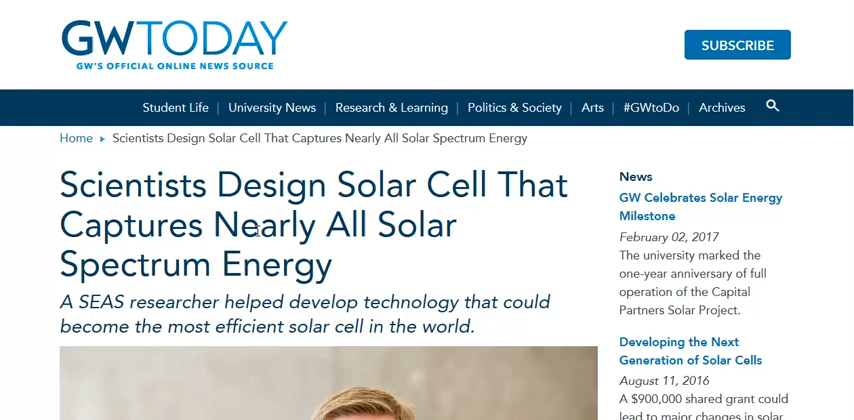 GWTODAY
GW'S OFFICIAL ONLINE NEWS SOURCE
SUBSCRIBE
Student Life | University News | Research & Learning | Politics & Society | Arts | #GWtoDo | Archives
Home ▸ Scientists Design Solar Cell That Captures Nearly All Solar Spectrum Energy
Scientists Design Solar Cell That
Captures Nearly All Solar
Spectrum Energy
A SEAS researcher helped develop technology that could
become the most efficient solar cell in the world.
News
GW Celebrates Solar Energy
Milestone
February 02, 2017
The university marked the
one-year anniversary of full
operation of the Capital
Partners Solar Project.
Developing the Next
Generation of Solar Cells
August 11, 2016
A $900,000 shared grant could
lead to major changes in solar